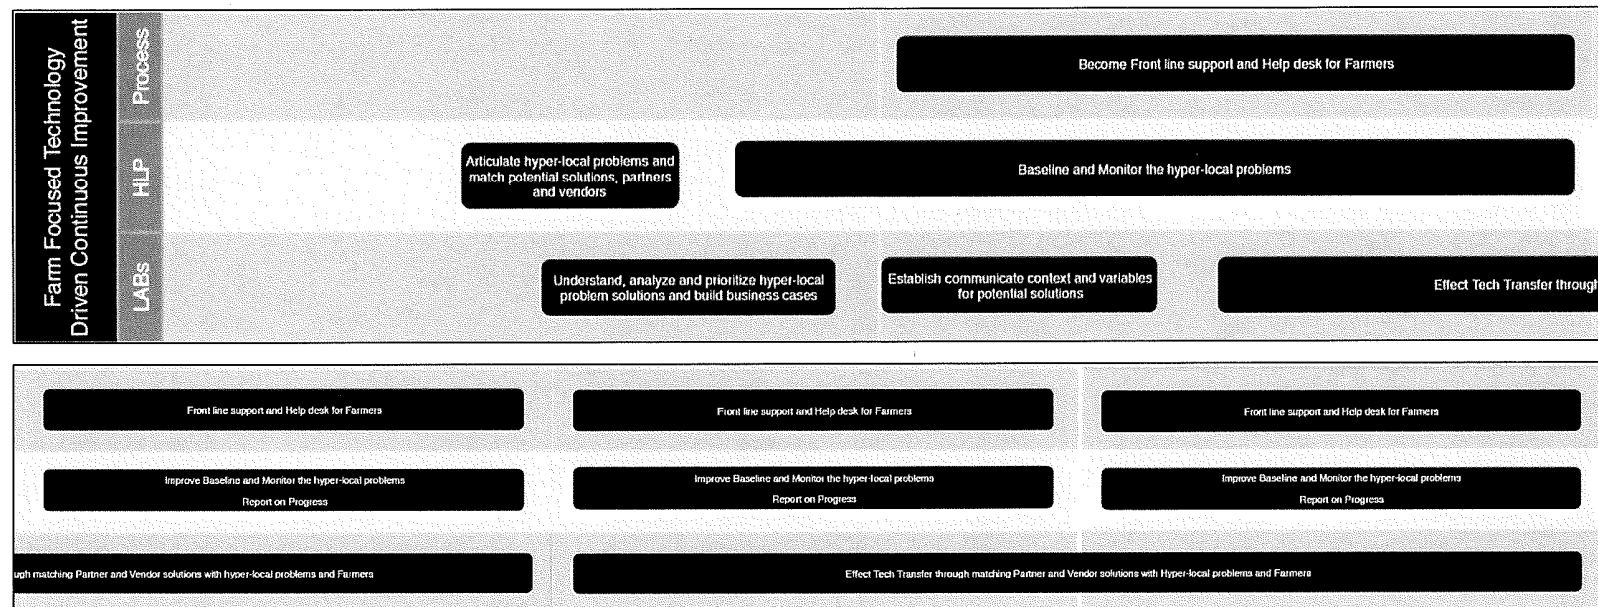 Farm Focused Technology
Driven Continuous Improvement
Process
Become Front line support and Help desk for Farmers
HLP
Articulate hyper-local problems and
match potential solutions, partners
and vendors
Baseline and Monitor the hyper-local problems
LABs
Understand, analyze and prioritize hyper-local
problem solutions and build business cases
Establish communicate context and variables
for potential solutions
Effect Tech Transfer through
Front line support and Help desk for Farmers
Front line support and Help desk for Farmers
Front line support and Help desk for Farmers
Improve Baseline and Monitor the hyper-local problems
Report on Progress
Improve Baseline and Monitor the hyper-local problems
Report on Progress
Improve Baseline and Monitor the hyper-local problems
Report on Progress
ugh matching Partner and Vendor solutions with hyper-local problems and Farmers
Effect Tech Transfer through matching Partner and Vendor solutions with Hyper-local problems and Farmers